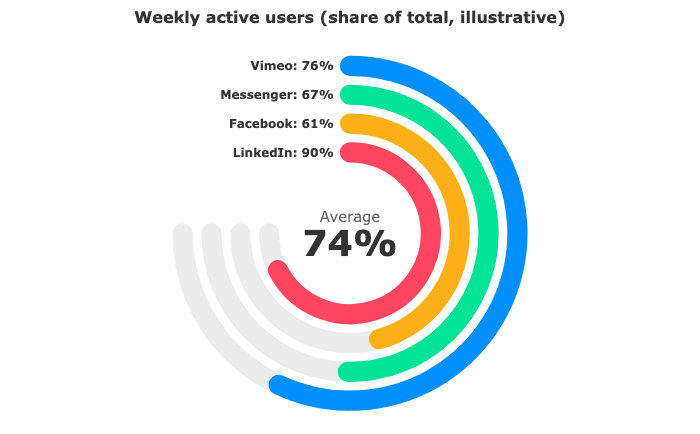 Weekly active users (share of total, illustrative)
Vimeo: 76%
Messenger: 67%
Facebook: 61%
LinkedIn: 90%
Average
74%